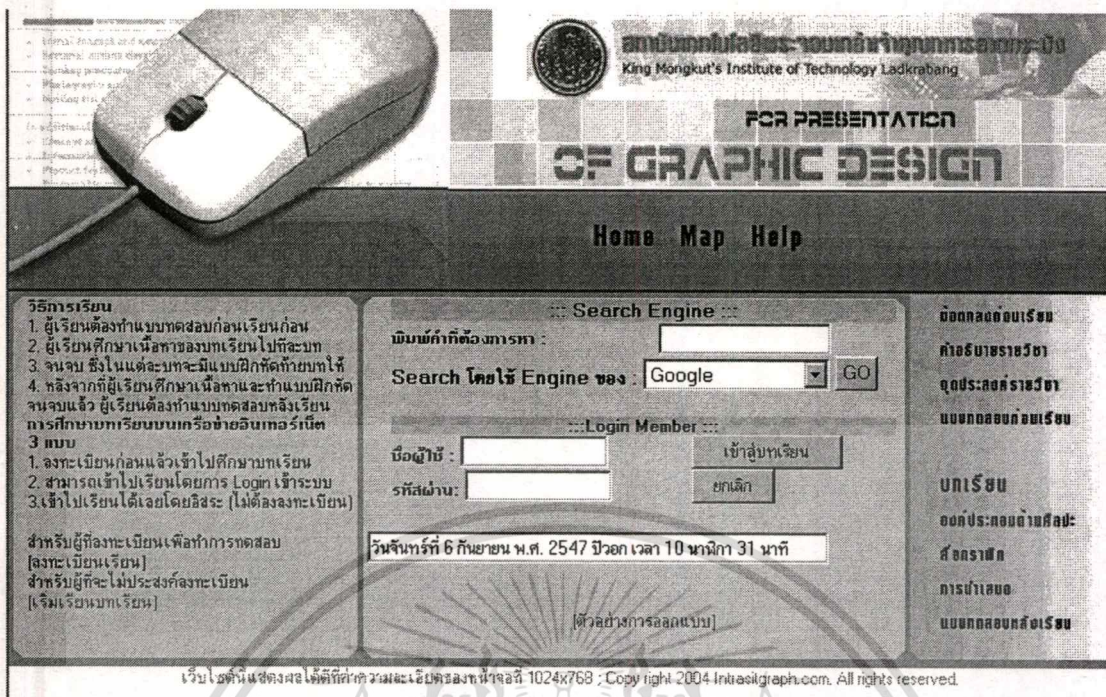 สถาบันเทคโนโลยีพระจอมเกล้าเจ้าคุณทหารลาดกระบัง
King Mongkut's Institute of Technology Ladkrabang
FOR PRESENTATION
OF GRAPHIC DESIGN
Home Map Help
วิธีการเรียน
1. ผู้เรียนต้องทำแบบทดสอบก่อนเรียนก่อน
2. ผู้เรียนศึกษาเนื้อหาของบทเรียนไปทีละบท
3. จนจบ ซึ่งในแต่ละบทจะมีแบบฝึกหัดท้ายบทให้
4. หลังจากที่ผู้เรียนศึกษาเนื้อหาและทำแบบฝึกหัด
จนจบแล้ว ผู้เรียนต้องทำแบบทดสอบหลังเรียน
การศึกษาบทเรียนบนเครือข่ายอินเทอร์เน็ต
3 แบบ
1. ลงทะเบียนก่อนแล้วเข้าไปศึกษาบทเรียน
2. สามารถเข้าไปเรียนโดยการ Login เข้าระบบ
3.เข้าไปเรียนได้เลยโดยอิสระ (ไม่ต้องลงทะเบียน)
สำหรับผู้ที่ลงทะเบียนเพื่อทำการทดสอบ
[ลงทะเบียนเรียน]
สำหรับผู้ที่จะไม่ประสงค์ลงทะเบียน
[เริ่มเรียนบทเรียน]
::: Search Engine :::
พิมพ์คำที่ต้องการหา :
Search โดยใช้ Engine ของ : Google GO
:::Login Member :::
ชื่อผู้ใช้ : เข้าสู่บทเรียน
รหัสผ่าน: ยกเลิก
วันจันทร์ที่ 6 กันยายน พ.ศ. 2547 ปีวอก เวลา 10 นาฬิกา 31 นาที
[ตัวอย่างการออกแบบ]
ข้อตกลงก่อนเรียน
คำอธิบายรายวิชา
จุดประสงค์รายวิชา
แบบทดสอบก่อนเรียน
บทเรียน
องค์ประกอบด้านศิลปะ
สื่อกราฟิก
การนำเสนอ
แบบทดสอบหลังเรียน
เว็บไซต์นี้แสดงผลได้ดีที่ค่าความละเอียดของหน้าจอที่ 1024x768 ; Copy right 2004 Intrasitgraph.com. All rights reserved.